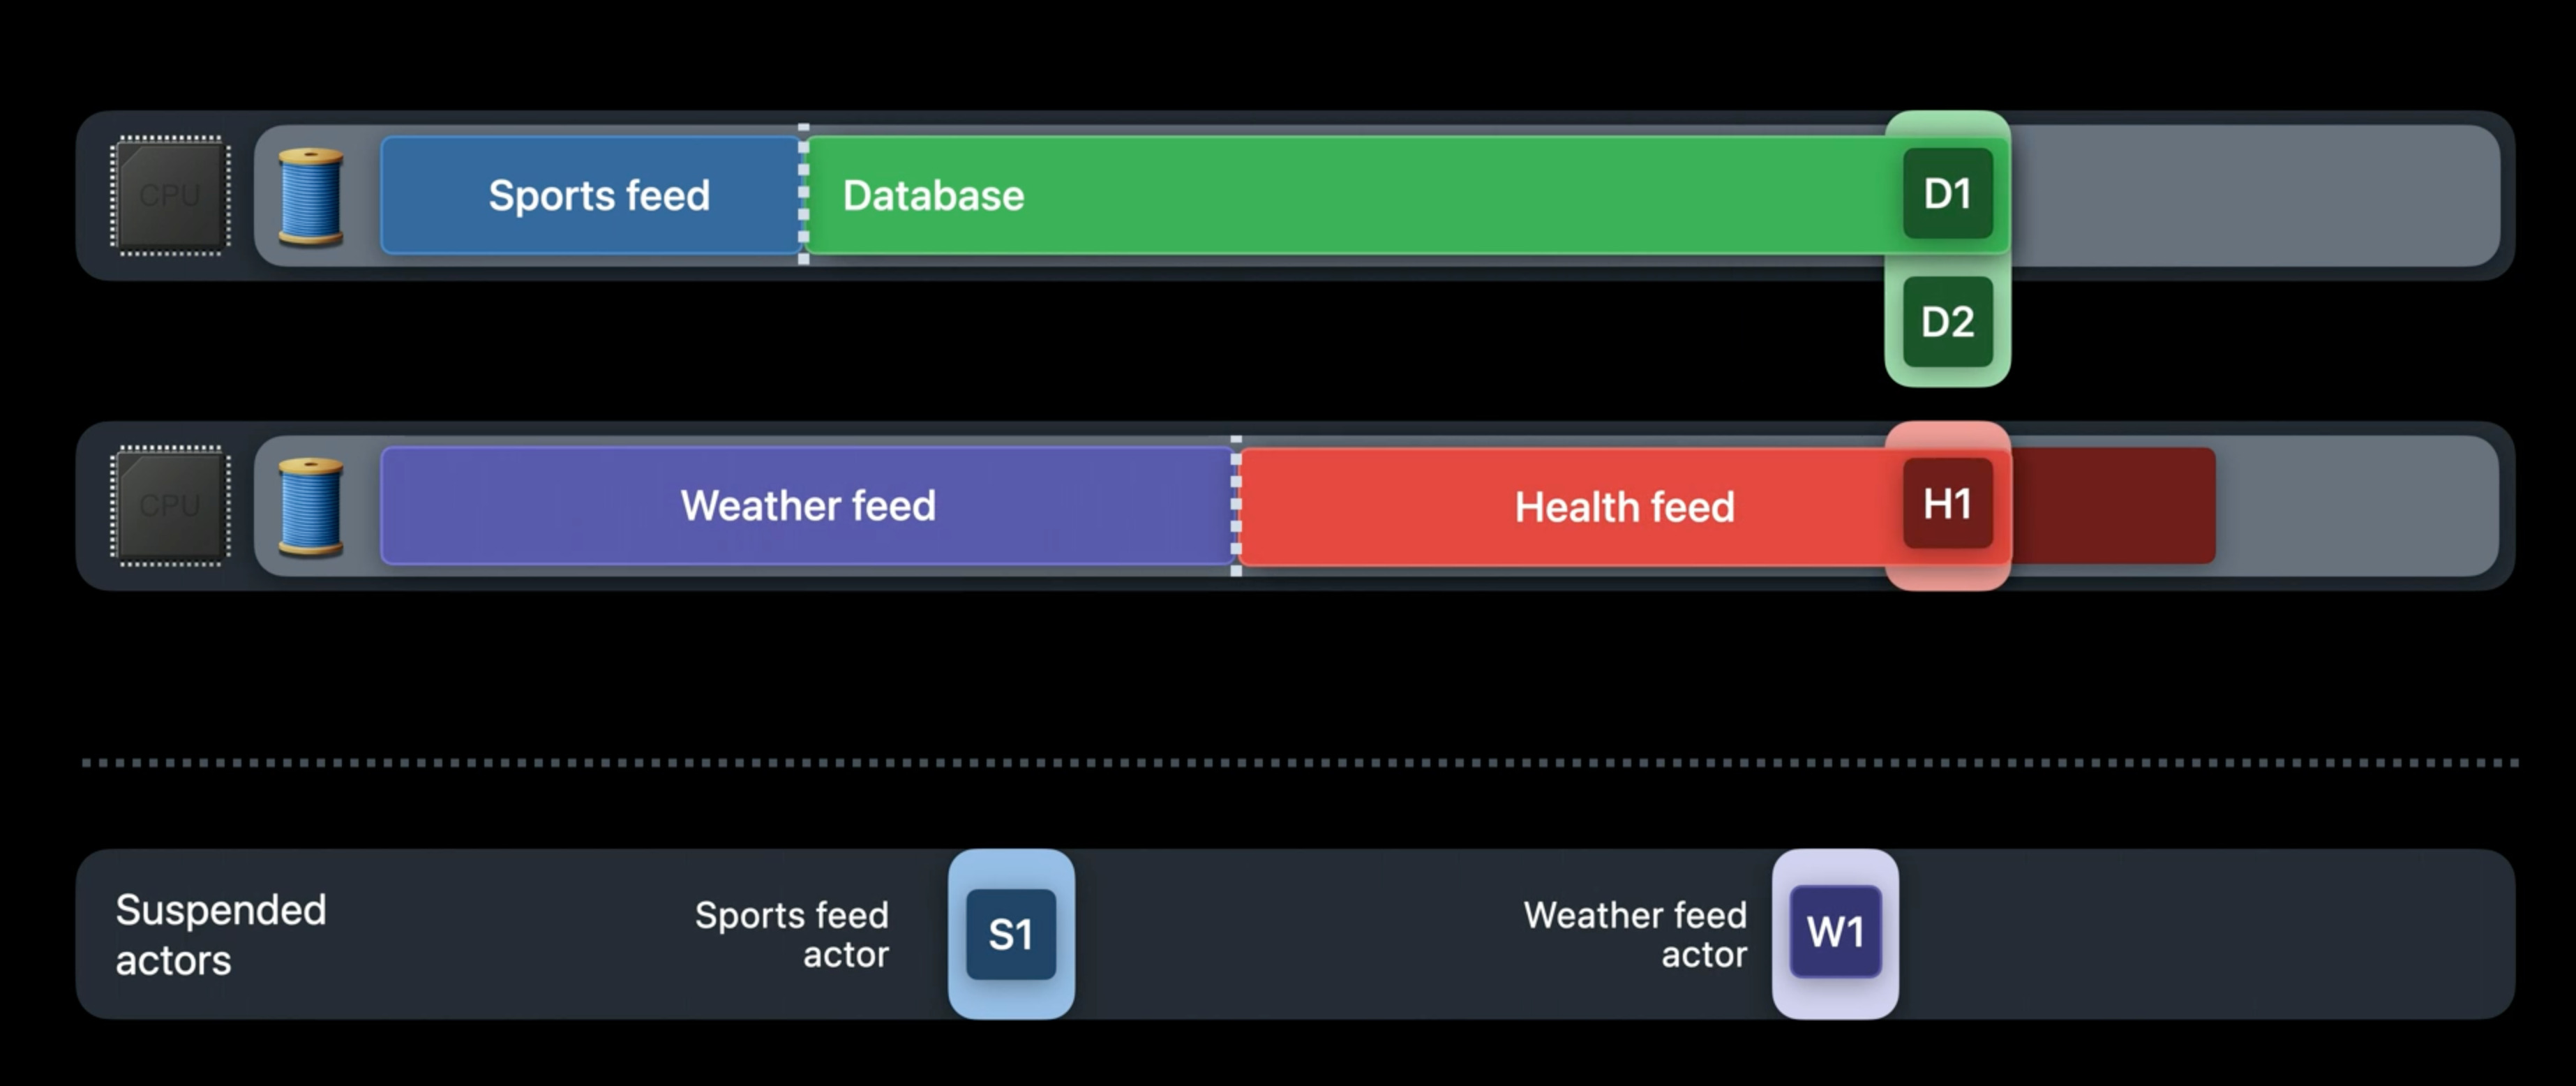 CPU
Sports feed
Database
D1
D2
CPU
Weather feed
Health feed
H1
Suspended
actors
Sports feed
actor
S1
Weather feed
actor
W1